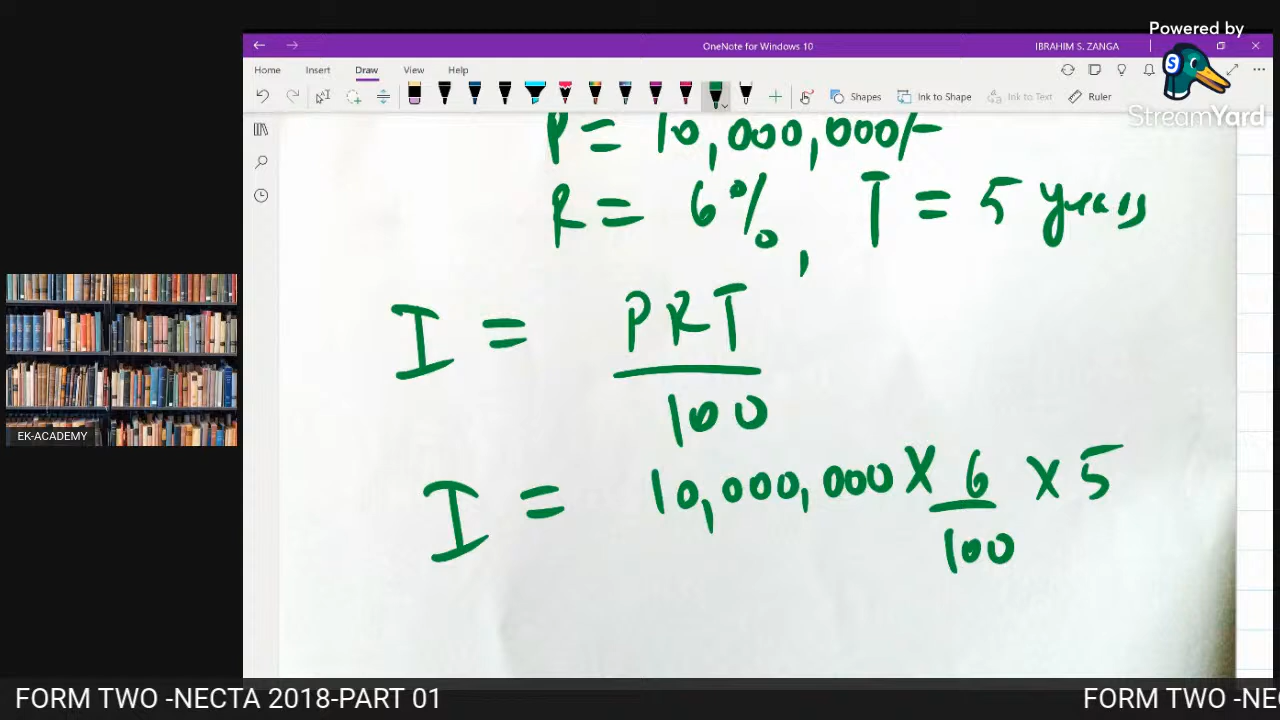 Powered by
StreamYard
OneNote for Windows 10
IBRAHIM S. ZANGA
Home Insert Draw View Help
Shapes Ink to Shape Ink to Text Ruler
P = 10,000,000/-
R = 6%, T = 5 years
I = PRT
100
I = 10,000,000 X 6 X 5
100
EK-ACADEMY
FORM TWO -NECTA 2018-PART 01
FORM TWO -NE